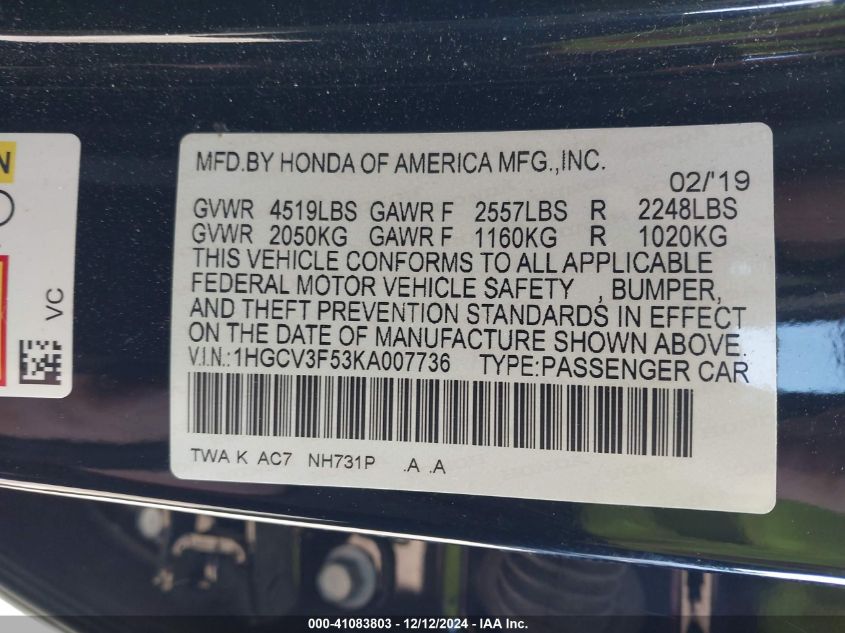 N
VC
MFD.BY HONDA OF AMERICA MFG.,INC.
02/'19
GVWR 4519LBS GAWR F 2557LBS R 2248LBS
GVWR 2050KG GAWR F 1160KG R 1020KG
THIS VEHICLE CONFORMS TO ALL APPLICABLE
FEDERAL MOTOR VEHICLE SAFETY , BUMPER,
AND THEFT PREVENTION STANDARDS IN EFFECT
ON THE DATE OF MANUFACTURE SHOWN ABOVE.
V.I.N.:1HGCV3F53KA007736 TYPE:PASSENGER CAR
TWA K AC7 NH731P .A .A
000-41083803 - 12/12/2024 - IAA Inc.